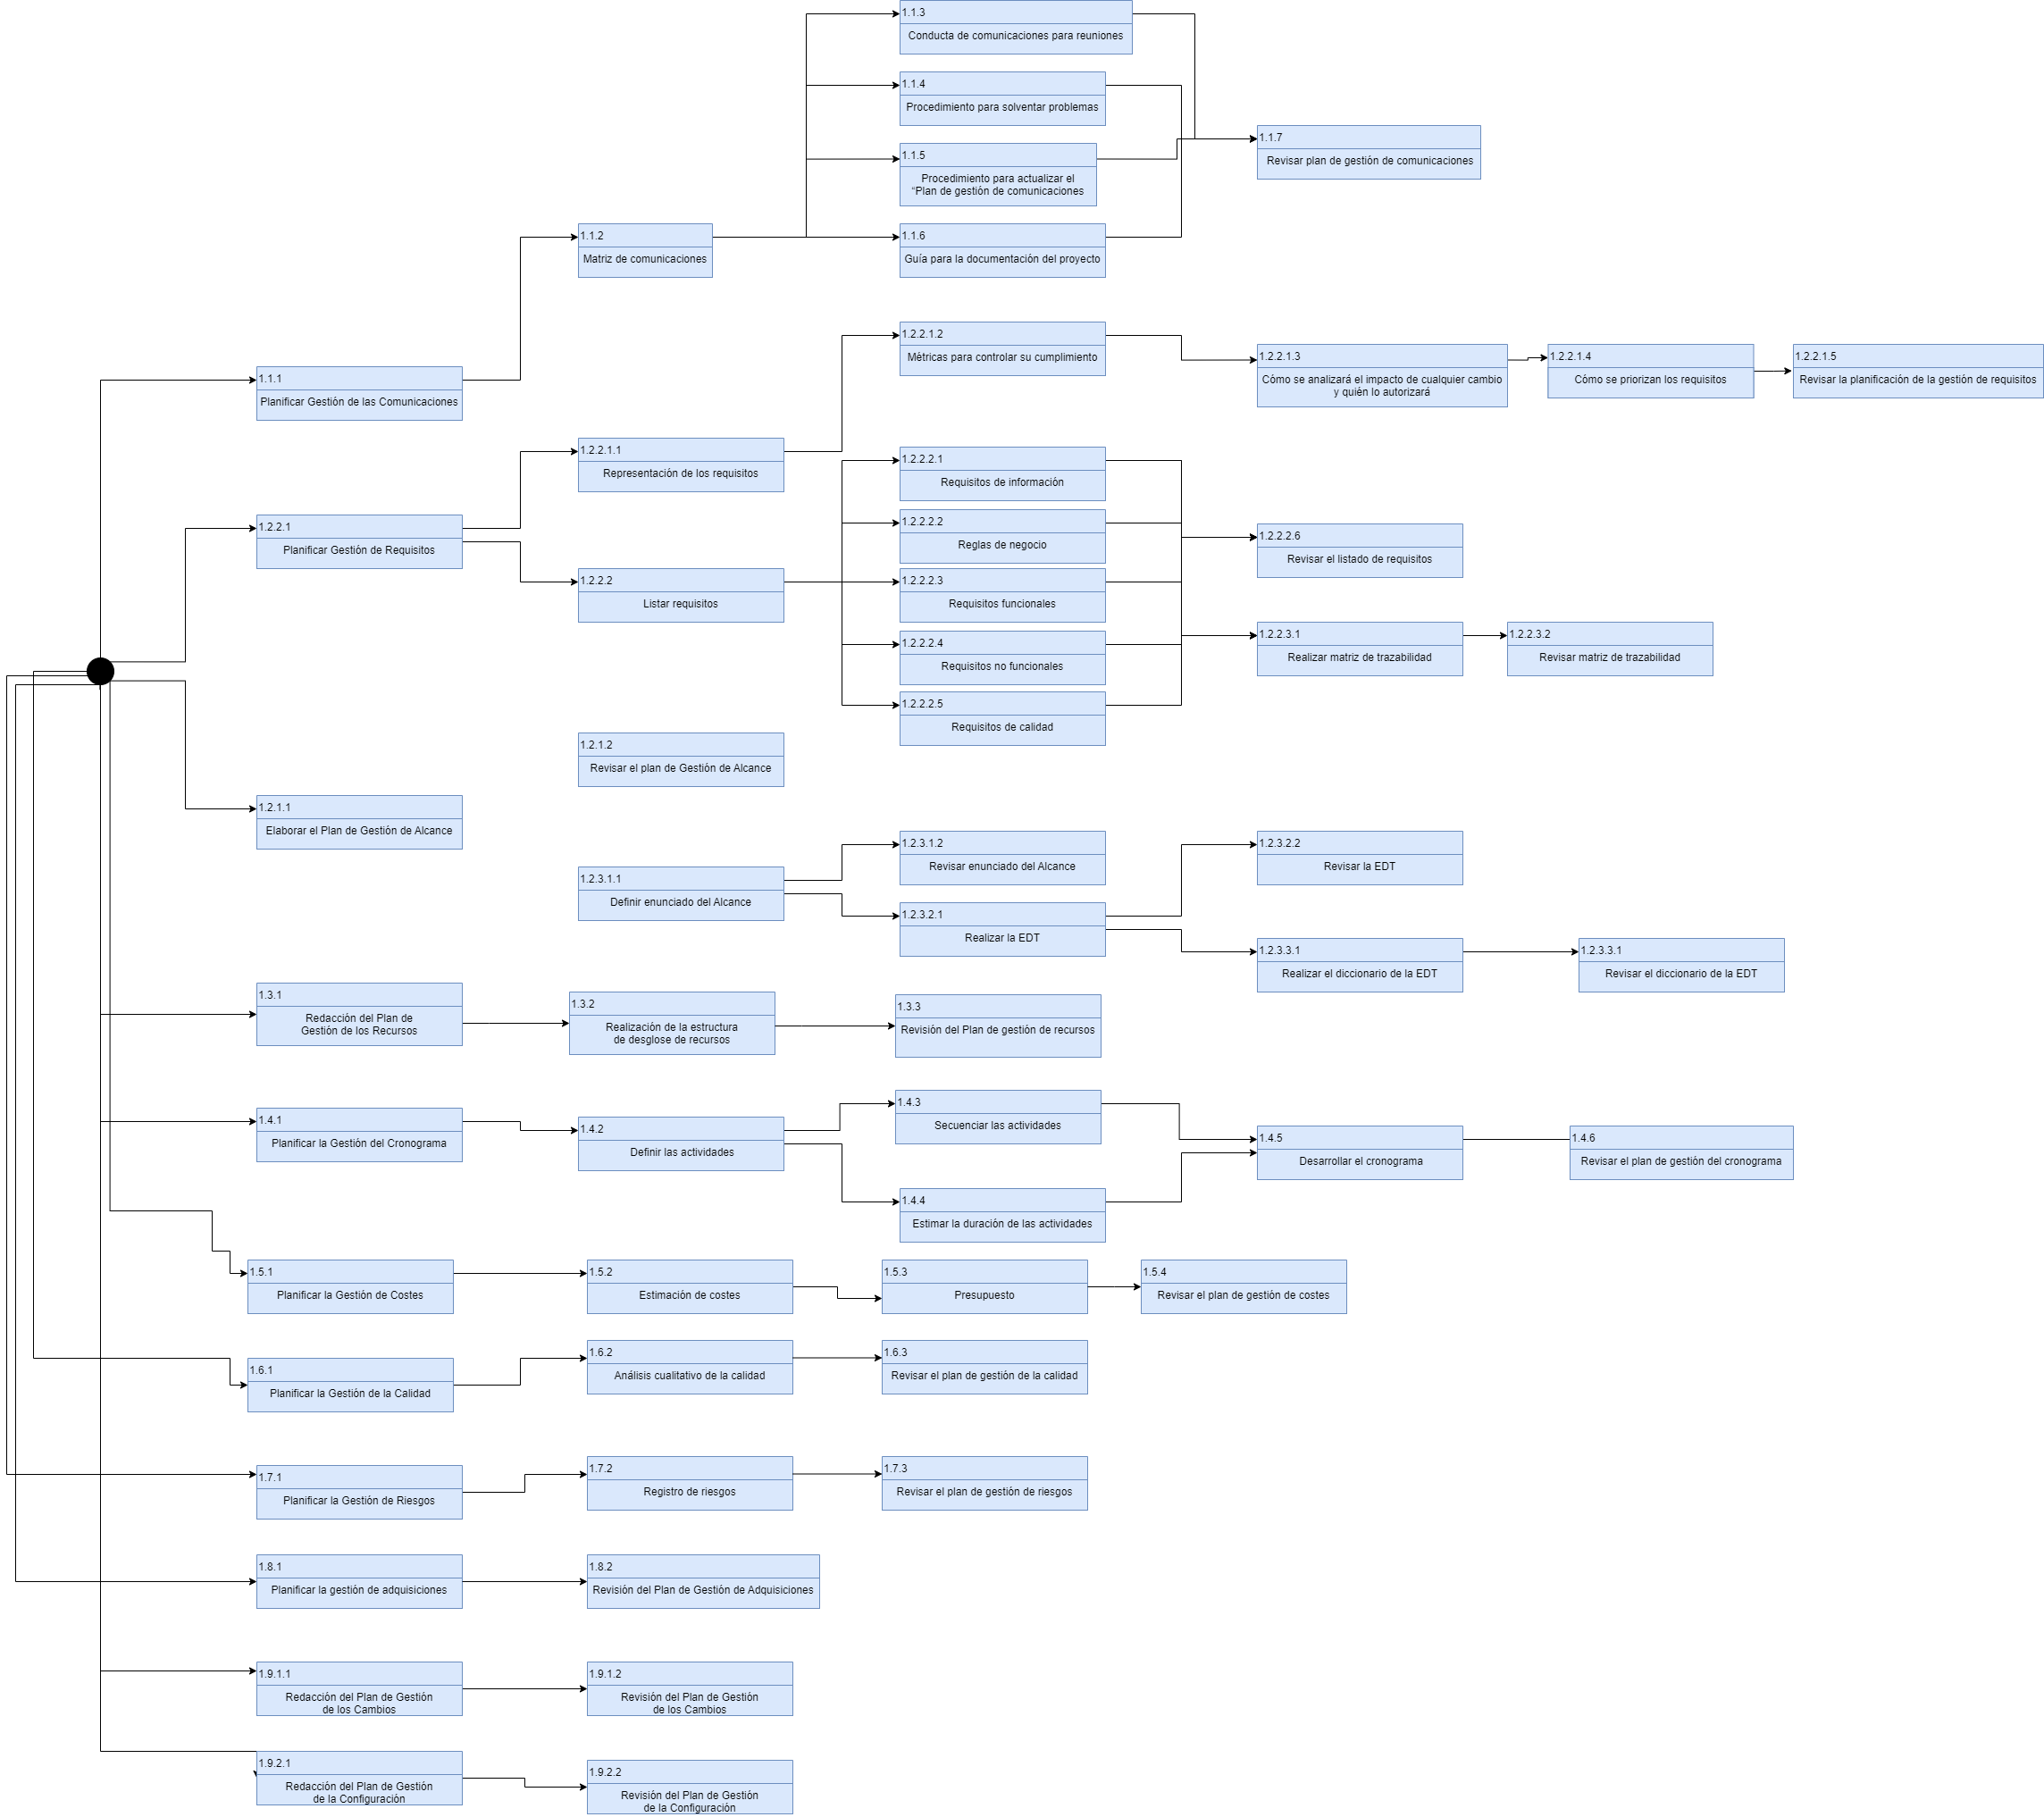 1.1.3
Conducta de comunicaciones para reuniones
1.1.4
Procedimiento para solventar problemas
1.1.5
Procedimiento para actualizar el
“Plan de gestión de comunicaciones
1.1.6
Guía para la documentación del proyecto
1.1.7
Revisar plan de gestión de comunicaciones
1.1.2
Matriz de comunicaciones
1.1.1
Planificar Gestión de las Comunicaciones
1.2.2.1.2
Métricas para controlar su cumplimiento
1.2.2.1.3
Cómo se analizará el impacto de cualquier cambio
y quién lo autorizará
1.2.2.1.4
Cómo se priorizan los requisitos
1.2.2.1.5
Revisar la planificación de la gestión de requisitos
1.2.2.1.1
Representación de los requisitos
1.2.2.1
Planificar Gestión de Requisitos
1.2.2.2
Listar requisitos
1.2.2.2.1
Requisitos de información
1.2.2.2.2
Reglas de negocio
1.2.2.2.3
Requisitos funcionales
1.2.2.2.4
Requisitos no funcionales
1.2.2.2.5
Requisitos de calidad
1.2.2.2.6
Revisar el listado de requisitos
1.2.2.3.1
Realizar matriz de trazabilidad
1.2.2.3.2
Revisar matriz de trazabilidad
1.2.1.2
Revisar el plan de Gestión de Alcance
1.2.1.1
Elaborar el Plan de Gestión de Alcance
1.2.3.1.1
Definir enunciado del Alcance
1.2.3.1.2
Revisar enunciado del Alcance
1.2.3.2.1
Realizar la EDT
1.2.3.2.2
Revisar la EDT
1.2.3.3.1
Realizar el diccionario de la EDT
1.2.3.3.1
Revisar el diccionario de la EDT
1.3.1
Redacción del Plan de
Gestión de los Recursos
1.3.2
Realización de la estructura
de desglose de recursos
1.3.3
Revisión del Plan de gestión de recursos
1.4.1
Planificar la Gestión del Cronograma
1.4.2
Definir las actividades
1.4.3
Secuenciar las actividades
1.4.4
Estimar la duración de las actividades
1.4.5
Desarrollar el cronograma
1.4.6
Revisar el plan de gestión del cronograma
1.5.1
Planificar la Gestión de Costes
1.5.2
Estimación de costes
1.5.3
Presupuesto
1.5.4
Revisar el plan de gestión de costes
1.6.1
Planificar la Gestión de la Calidad
1.6.2
Análisis cualitativo de la calidad
1.6.3
Revisar el plan de gestión de la calidad
1.7.1
Planificar la Gestión de Riesgos
1.7.2
Registro de riesgos
1.7.3
Revisar el plan de gestión de riesgos
1.8.1
Planificar la gestión de adquisiciones
1.8.2
Revisión del Plan de Gestión de Adquisiciones
1.9.1.1
Redacción del Plan de Gestión
de los Cambios
1.9.1.2
Revisión del Plan de Gestión
de los Cambios
1.9.2.1
Redacción del Plan de Gestión
de la Configuración
1.9.2.2
Revisión del Plan de Gestión
de la Configuración